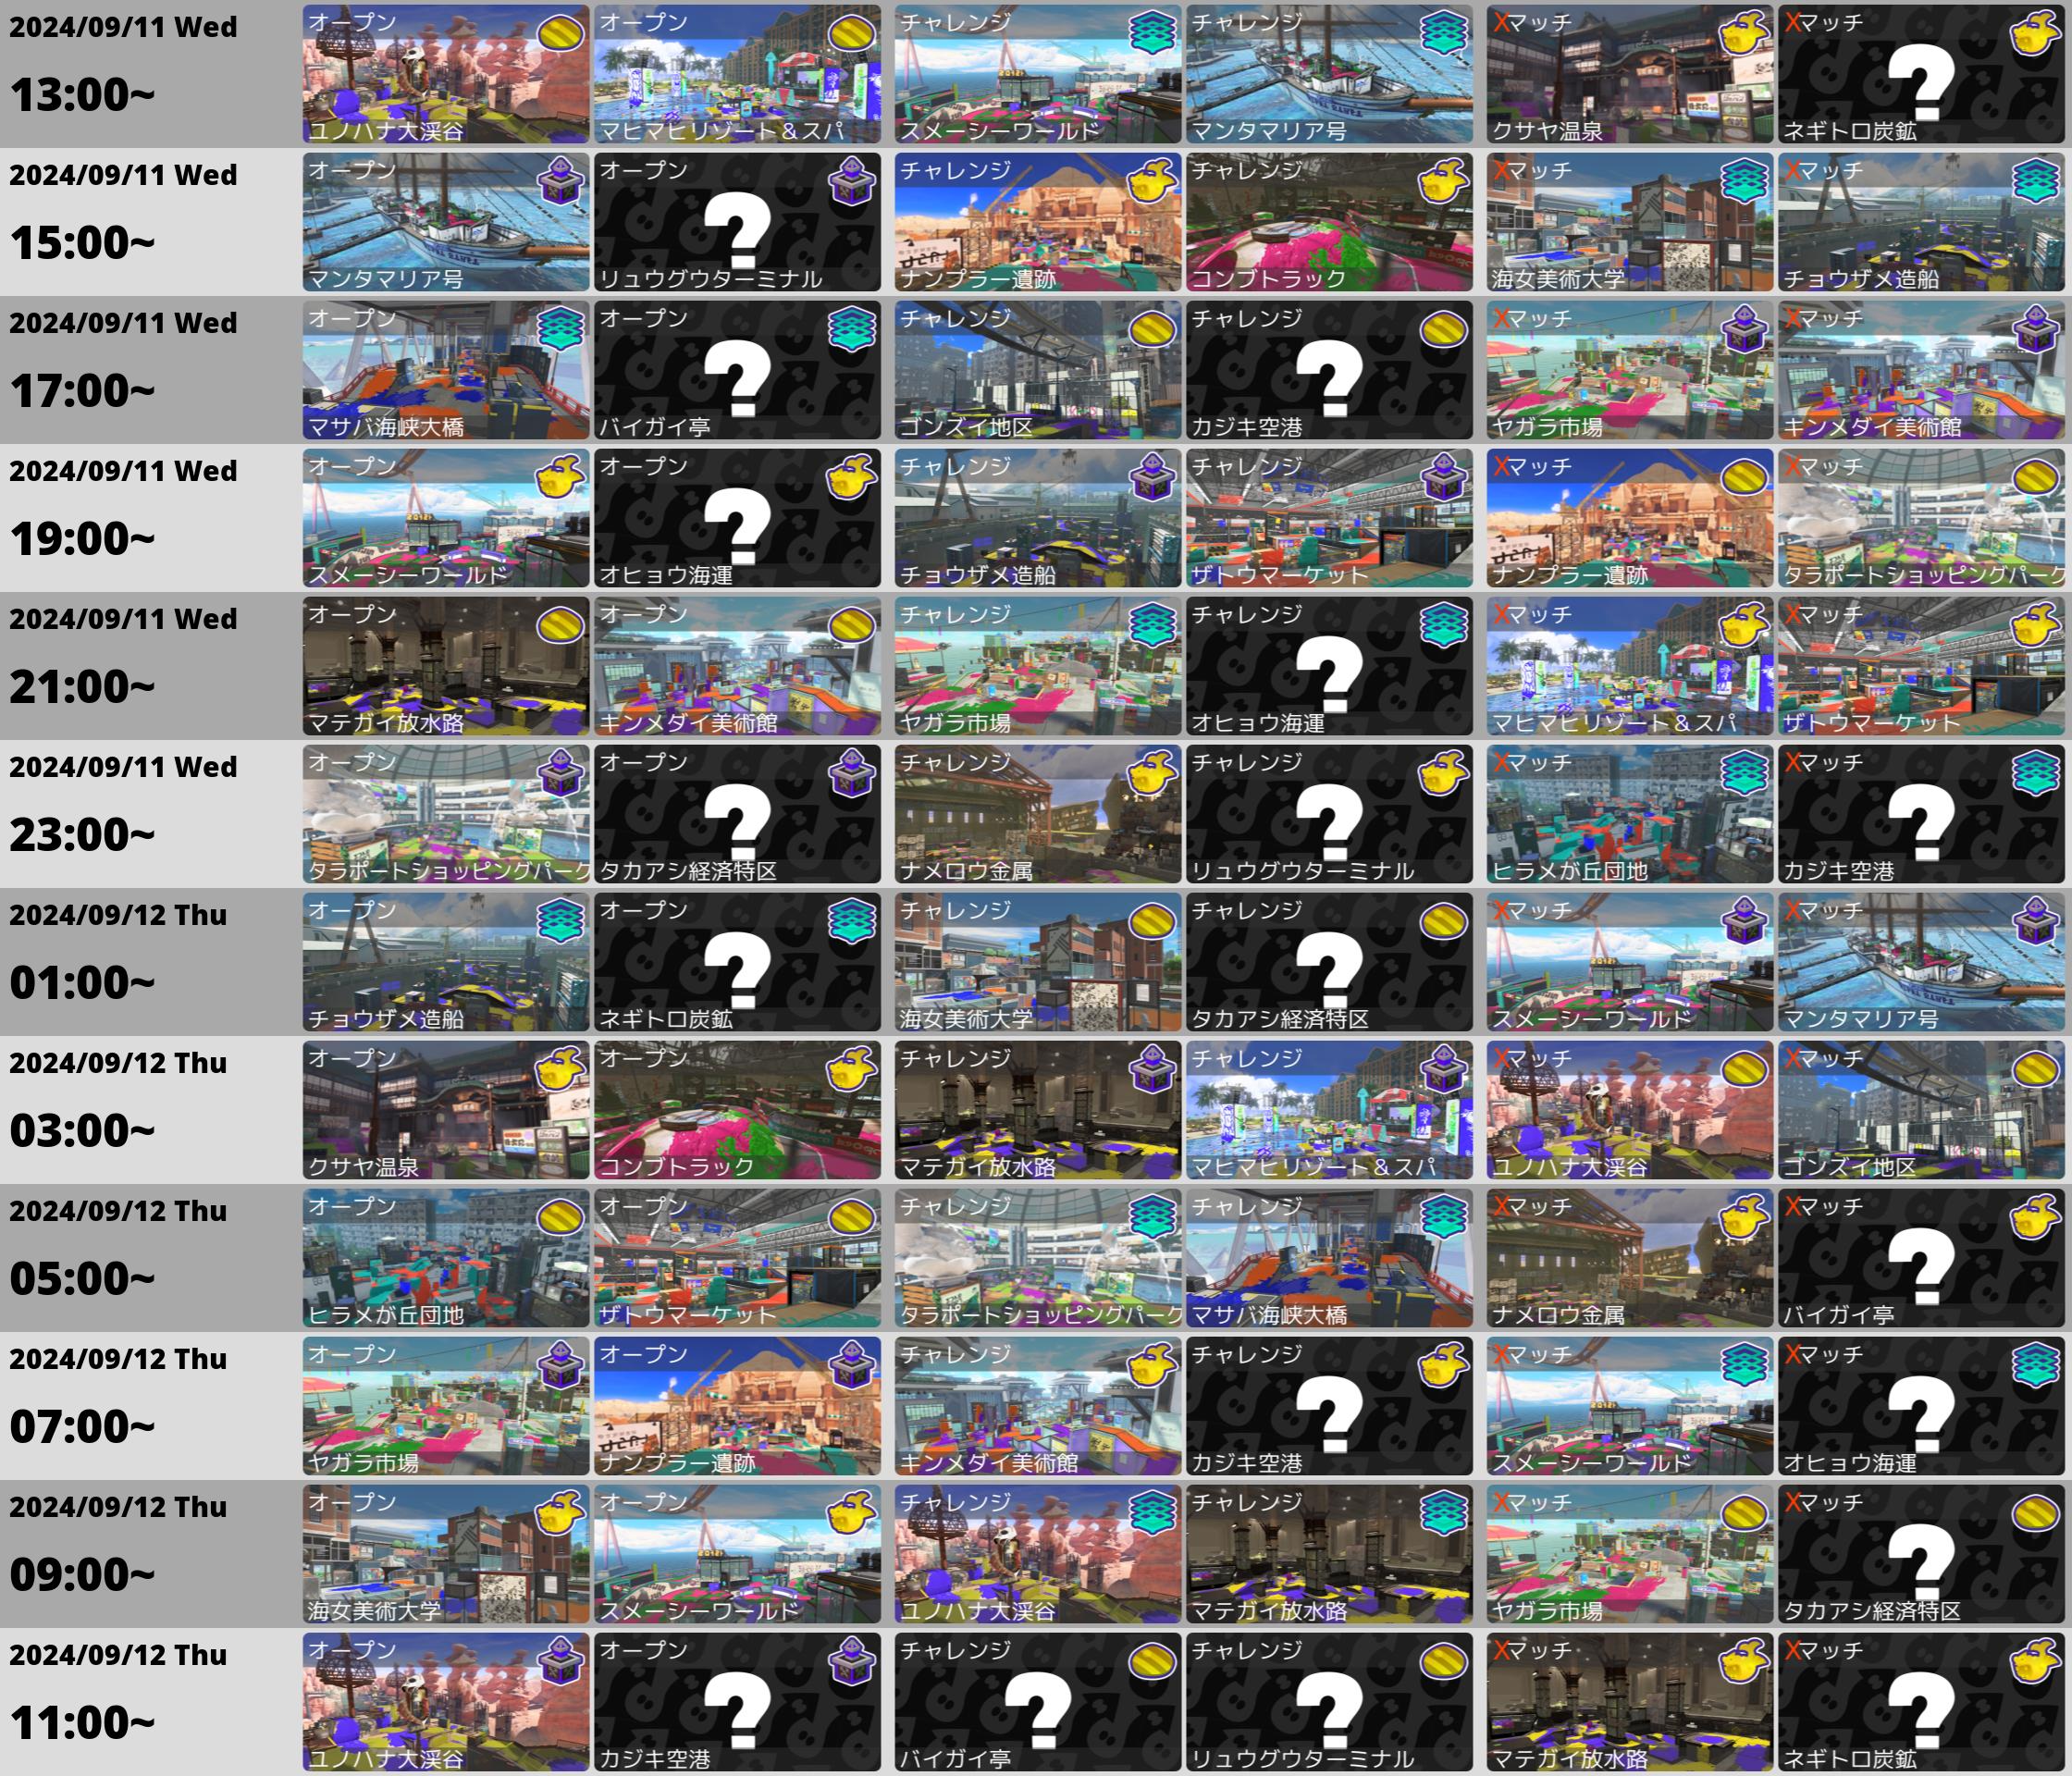 2024/09/11 Wed
13:00~
オープン
ユノハナ大渓谷
オープン
マヒマヒリゾート＆スパ
チャレンジ
スメーシーワールド
チャレンジ
マンタマリア号
Xマッチ
クサヤ温泉
Xマッチ
ネギトロ炭鉱
2024/09/11 Wed
15:00~
オープン
マンタマリア号
オープン
リュウグウターミナル
チャレンジ
ナンプラー遺跡
チャレンジ
コンブトラック
Xマッチ
海女美術大学
Xマッチ
チョウザメ造船
2024/09/11 Wed
17:00~
オープン
マサバ海峡大橋
オープン
バイガイ亭
チャレンジ
ゴンズイ地区
チャレンジ
カジキ空港
Xマッチ
ヤガラ市場
Xマッチ
キンメダイ美術館
2024/09/11 Wed
19:00~
オープン
スメーシーワールド
オープン
オヒョウ海運
チャレンジ
チョウザメ造船
チャレンジ
ザトウマーケット
Xマッチ
ナンプラー遺跡
Xマッチ
タラポートショッピングパーク
2024/09/11 Wed
21:00~
オープン
マテガイ放水路
オープン
キンメダイ美術館
チャレンジ
ヤガラ市場
チャレンジ
オヒョウ海運
Xマッチ
マヒマヒリゾート＆スパ
Xマッチ
ザトウマーケット
2024/09/11 Wed
23:00~
オープン
タラポートショッピングパーク
オープン
タカアシ経済特区
チャレンジ
ナメロウ金属
チャレンジ
リュウグウターミナル
Xマッチ
ヒラメが丘団地
Xマッチ
カジキ空港
2024/09/12 Thu
01:00~
オープン
チョウザメ造船
オープン
ネギトロ炭鉱
チャレンジ
海女美術大学
チャレンジ
タカアシ経済特区
Xマッチ
スメーシーワールド
Xマッチ
マンタマリア号
2024/09/12 Thu
03:00~
オープン
クサヤ温泉
オープン
コンブトラック
チャレンジ
マテガイ放水路
チャレンジ
マヒマヒリゾート＆スパ
Xマッチ
ユノハナ大渓谷
Xマッチ
ゴンズイ地区
2024/09/12 Thu
05:00~
オープン
ヒラメが丘団地
オープン
ザトウマーケット
チャレンジ
タラポートショッピングパーク
チャレンジ
マサバ海峡大橋
Xマッチ
ナメロウ金属
Xマッチ
バイガイ亭
2024/09/12 Thu
07:00~
オープン
ヤガラ市場
オープン
ナンプラー遺跡
チャレンジ
キンメダイ美術館
チャレンジ
カジキ空港
Xマッチ
スメーシーワールド
Xマッチ
オヒョウ海運
2024/09/12 Thu
09:00~
オープン
海女美術大学
オープン
スメーシーワールド
チャレンジ
ユノハナ大渓谷
チャレンジ
マテガイ放水路
Xマッチ
ヤガラ市場
Xマッチ
タカアシ経済特区
2024/09/12 Thu
11:00~
オープン
ユノハナ大渓谷
オープン
カジキ空港
チャレンジ
バイガイ亭
チャレンジ
リュウグウターミナル
Xマッチ
マテガイ放水路
Xマッチ
ネギトロ炭鉱